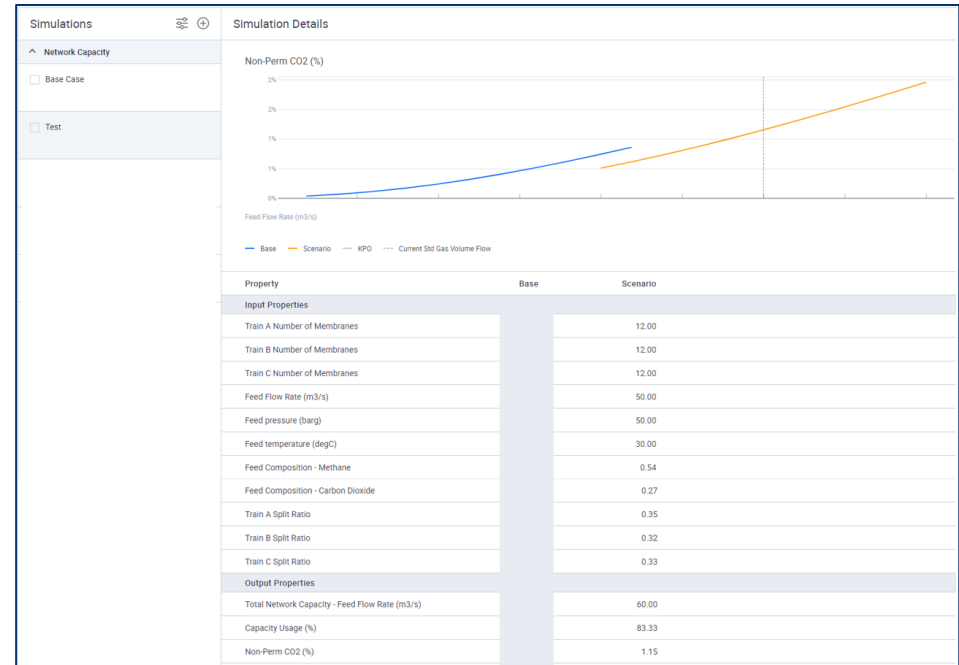 Simulations
Simulation Details
Network Capacity
Base Case
Test
Non-Perm CO2 (%)
2%
2%
1%
1%
0%
Feed Flow Rate (m3/s)
Base Scenario KPO Current Std Gas Volume Flow
Property Base Scenario
Input Properties
Train A Number of Membranes 12.00
Train B Number of Membranes 12.00
Train C Number of Membranes 12.00
Feed Flow Rate (m3/s) 50.00
Feed pressure (barg) 50.00
Feed temperature (degC) 30.00
Feed Composition - Methane 0.54
Feed Composition - Carbon Dioxide 0.27
Train A Split Ratio 0.35
Train B Split Ratio 0.32
Train C Split Ratio 0.33
Output Properties
Total Network Capacity - Feed Flow Rate (m3/s) 60.00
Capacity Usage (%) 83.33
Non-Perm CO2 (%) 1.15